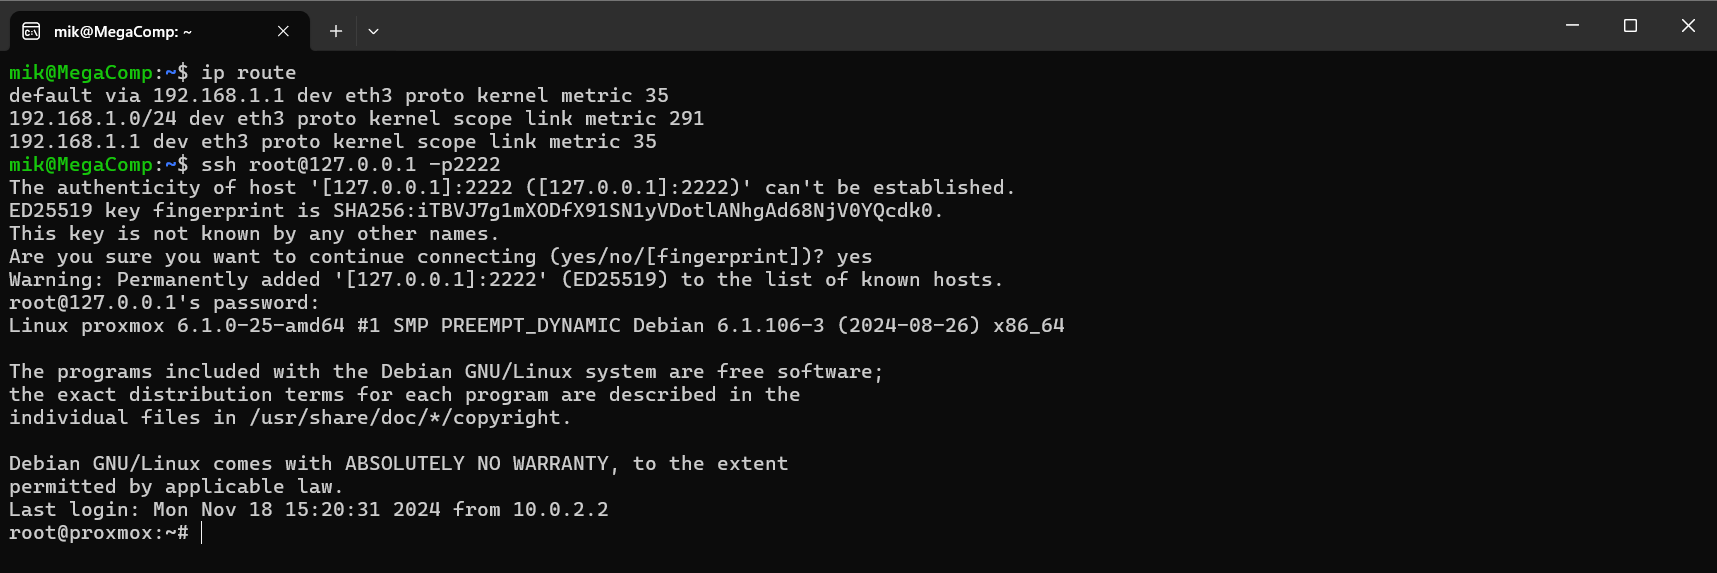 mik@MegaComp: ~
mik@MegaComp:~$ ip route
default via 192.168.1.1 dev eth3 proto kernel metric 35
192.168.1.0/24 dev eth3 proto kernel scope link metric 291
192.168.1.1 dev eth3 proto kernel scope link metric 35
mik@MegaComp:~$ ssh root@127.0.0.1 -p2222
The authenticity of host '[127.0.0.1]:2222 ([127.0.0.1]:2222)' can't be established.
ED25519 key fingerprint is SHA256:iTBVJ7g1mXODfX91SN1yVDotlANhgAd68NjV0YQcdk0.
This key is not known by any other names.
Are you sure you want to continue connecting (yes/no/[fingerprint])? yes
Warning: Permanently added '[127.0.0.1]:2222' (ED25519) to the list of known hosts.
root@127.0.0.1's password:
Linux proxmox 6.1.0-25-amd64 #1 SMP PREEMPT_DYNAMIC Debian 6.1.106-3 (2024-08-26) x86_64
The programs included with the Debian GNU/Linux system are free software;
the exact distribution terms for each program are described in the
individual files in /usr/share/doc/*/copyright.
Debian GNU/Linux comes with ABSOLUTELY NO WARRANTY, to the extent
permitted by applicable law.
Last login: Mon Nov 18 15:20:31 2024 from 10.0.2.2
root@proxmox:~#